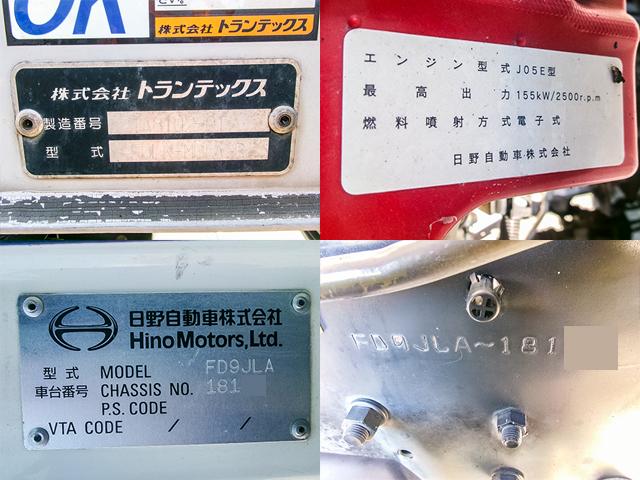 OK
株式会社 トランテックス
株式会社 トランテックス
製造番号
型 式
エンジン型式 J05E型
最高出力 155kW/2500r.p.m
燃料噴射方式 電子式
日野自動車株式会社
日野自動車株式会社
HinoMotors,Ltd.
型 式 MODEL FD9JLA
車台番号 CHASSIS NO. 181
P.S. CODE
VTA CODE / /
FD9JLA~181